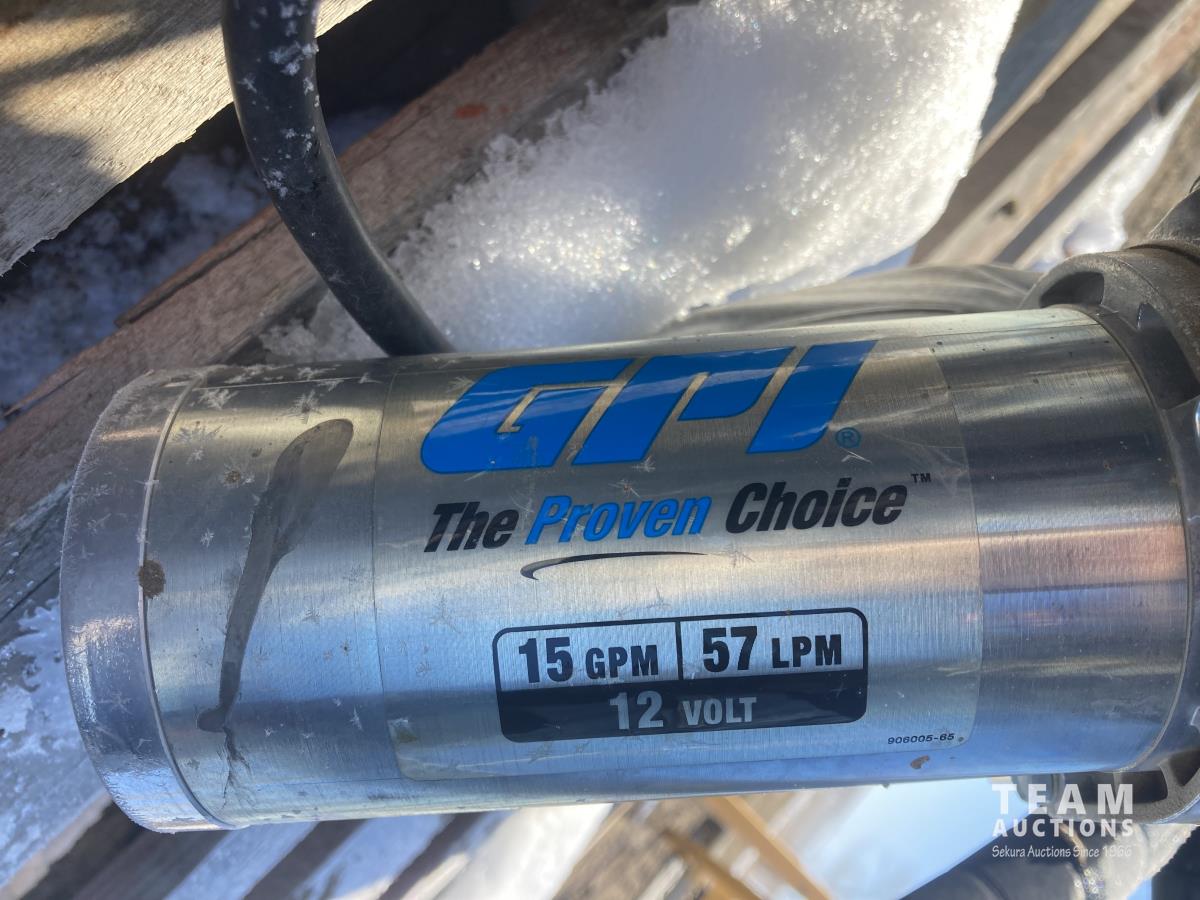 GPI®
The Proven Choice™
15 GPM 57 LPM
12 VOLT
906005-65
TEAM
AUCTIONS
Sekura Auctions Since 1966